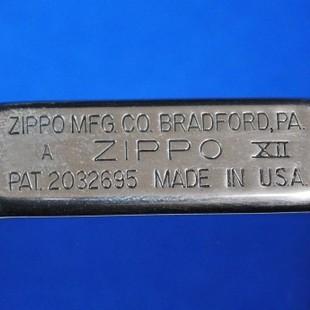 ZIPPO MFG. CO. BRADFORD, PA.
A ZIPPO XII
PAT. 2032695 MADE IN U.S.A.